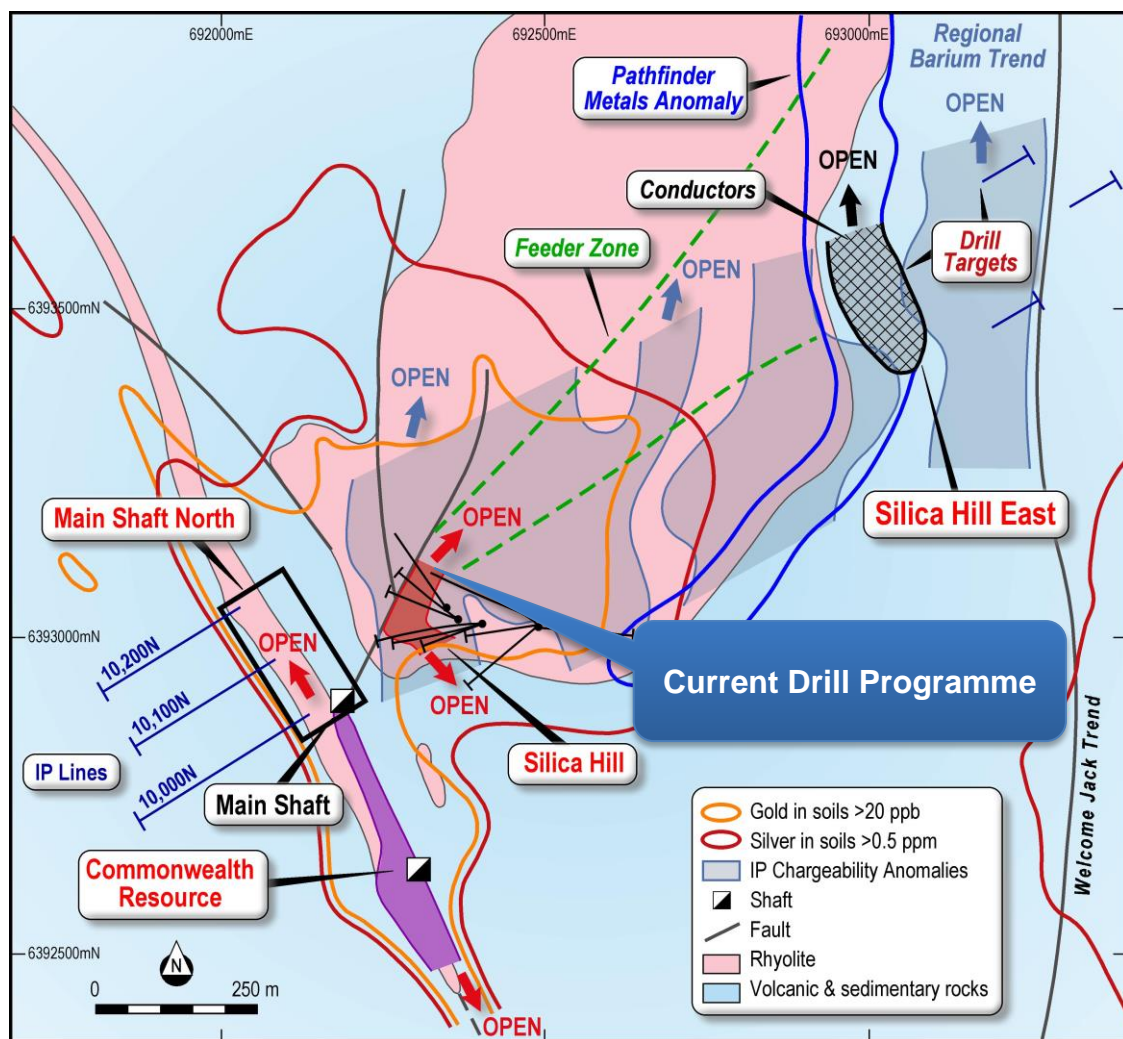 692000mE
692500mE
693000mE
Regional
Barium Trend
Pathfinder
Metals Anomaly
OPEN
OPEN
Conductors
Feeder Zone
OPEN
Drill
Targets
6393500mN
OPEN
Main Shaft North
OPEN
Silica Hill East
6393000mN
10,200N
OPEN
Current Drill Programme
10,100N
OPEN
IP Lines
10,000N
Main Shaft
Silica Hill
Welcome Jack Trend
Commonwealth
Resource
Gold in soils >20 ppb
Silver in soils >0.5 ppm
IP Chargeability Anomalies
Shaft
Fault
Rhyolite
Volcanic & sedimentary rocks
6392500mN
N
0
250 m
OPEN